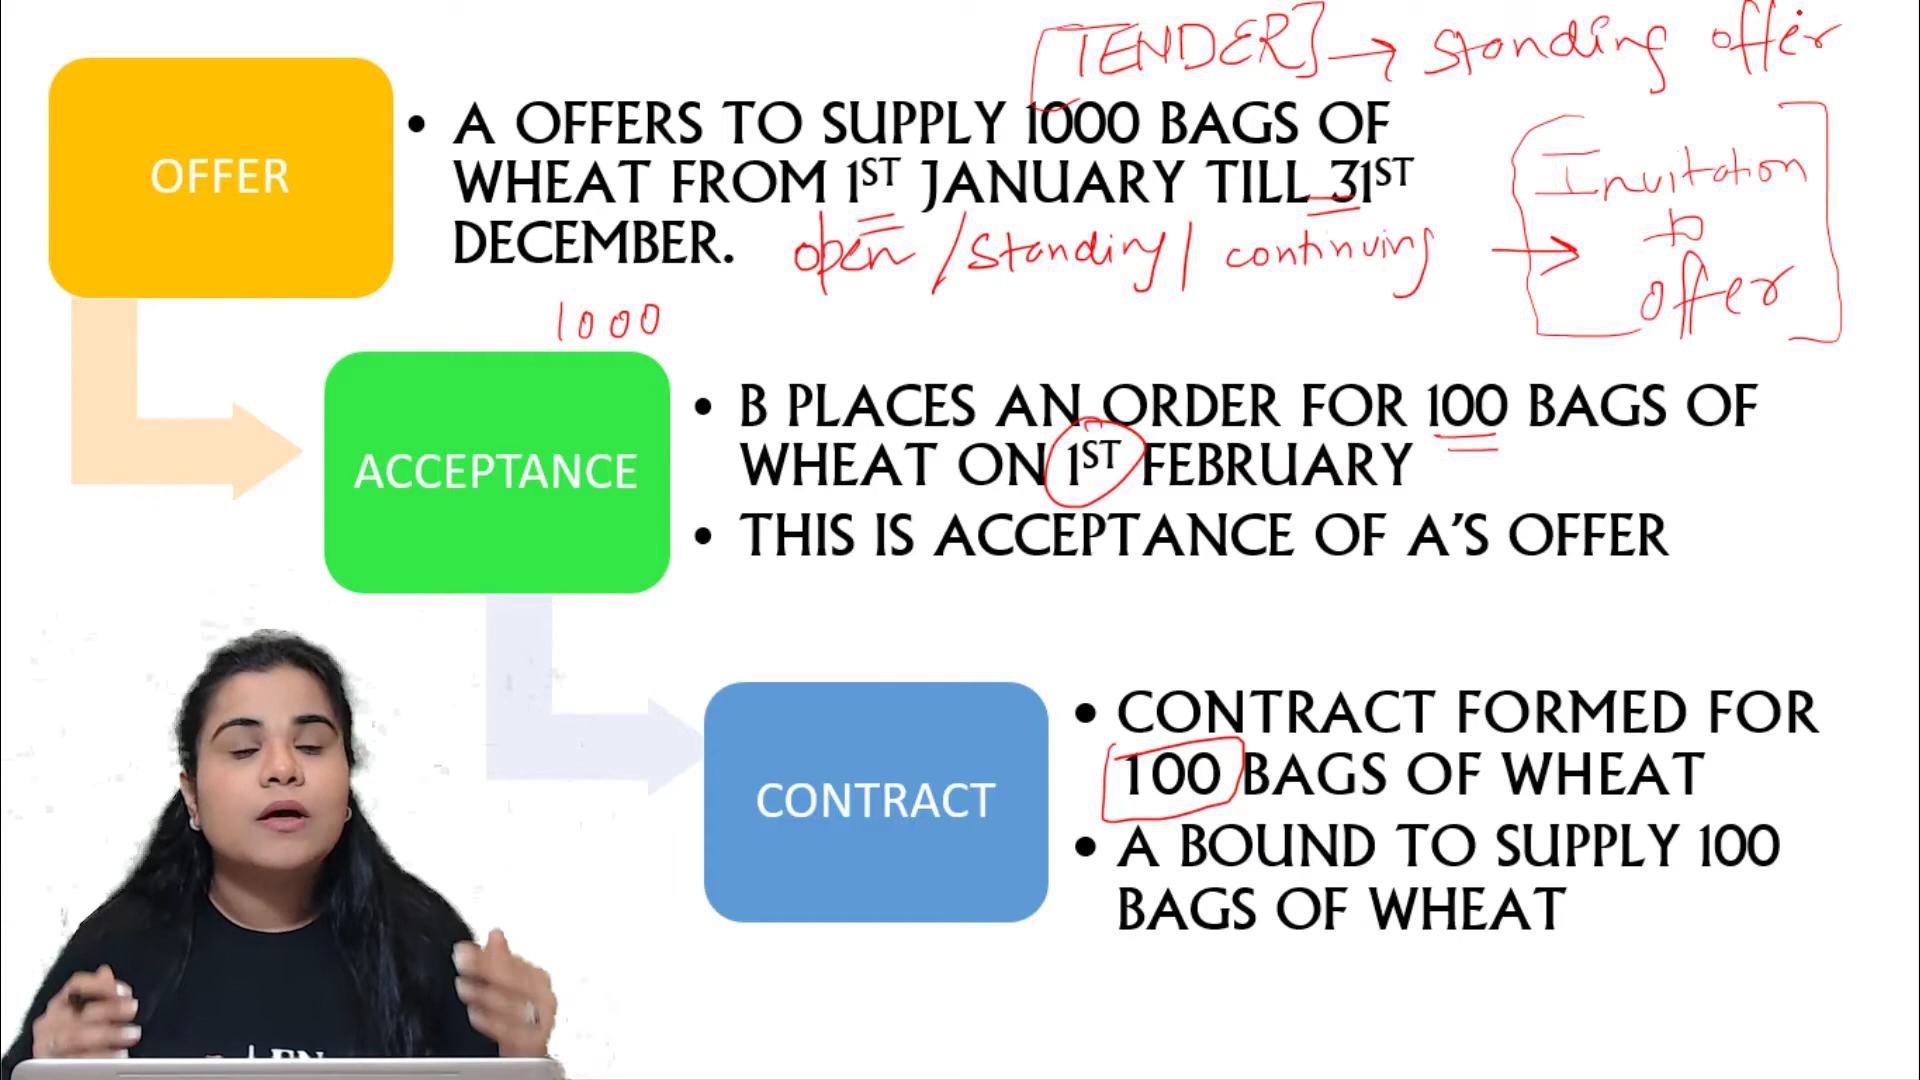 [TENDER] → standing offer
OFFER
• A OFFERS TO SUPPLY 1000 BAGS OF
WHEAT FROM 1ST JANUARY TILL 31ST
DECEMBER.
open / standing / continuing →
Invitation
to
offer
1000
ACCEPTANCE
• B PLACES AN ORDER FOR 100 BAGS OF
WHEAT ON 1ST FEBRUARY
• THIS IS ACCEPTANCE OF A’S OFFER
CONTRACT
• CONTRACT FORMED FOR
100 BAGS OF WHEAT
• A BOUND TO SUPPLY 100
BAGS OF WHEAT